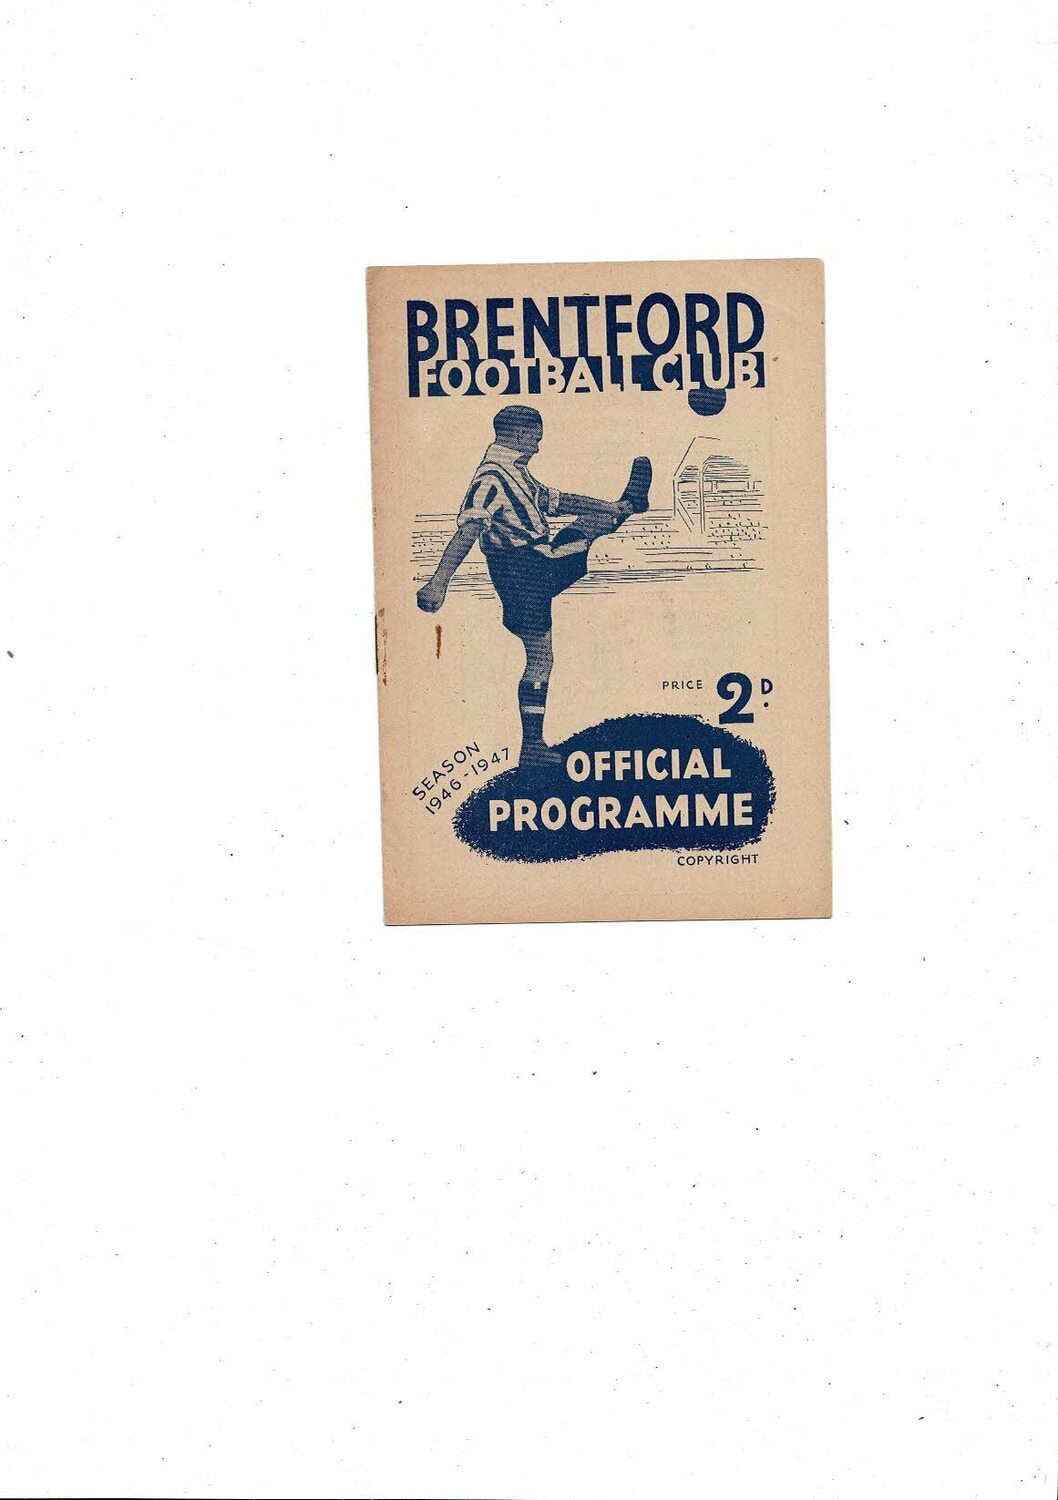 BRENTFORD
FOOTBALL CLUB
PRICE 2D.
SEASON
1946-1947
OFFICIAL
PROGRAMME
COPYRIGHT